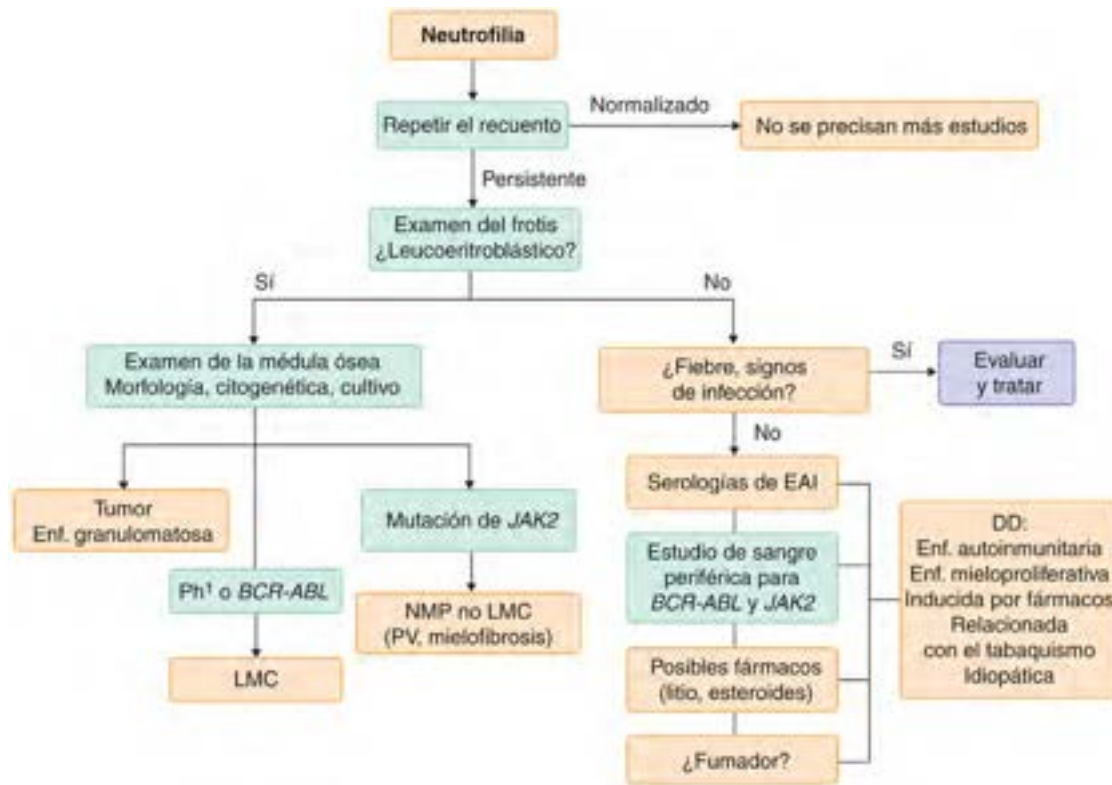 Neutrofilia
Repetir el recuento
Normalizado
No se precisan más estudios
Persistente
Examen del frotis
¿Leucoeritroblástico?
Sí
No
Examen de la médula ósea
Morfología, citogenética, cultivo
¿Fiebre, signos
de infección?
Sí
Evaluar
y tratar
No
Tumor
Enf. granulomatosa
Ph¹ o BCR-ABL
LMC
Mutación de JAK2
NMP no LMC
(PV, mielofibrosis)
Serologías de EAI
Estudio de sangre
periférica para
BCR-ABL y JAK2
Posibles fármacos
(litio, esteroides)
¿Fumador?
DD:
Enf. autoinmunitaria
Enf. mieloproliferativa
Inducida por fármacos
Relacionada
con el tabaquismo
Idiopática